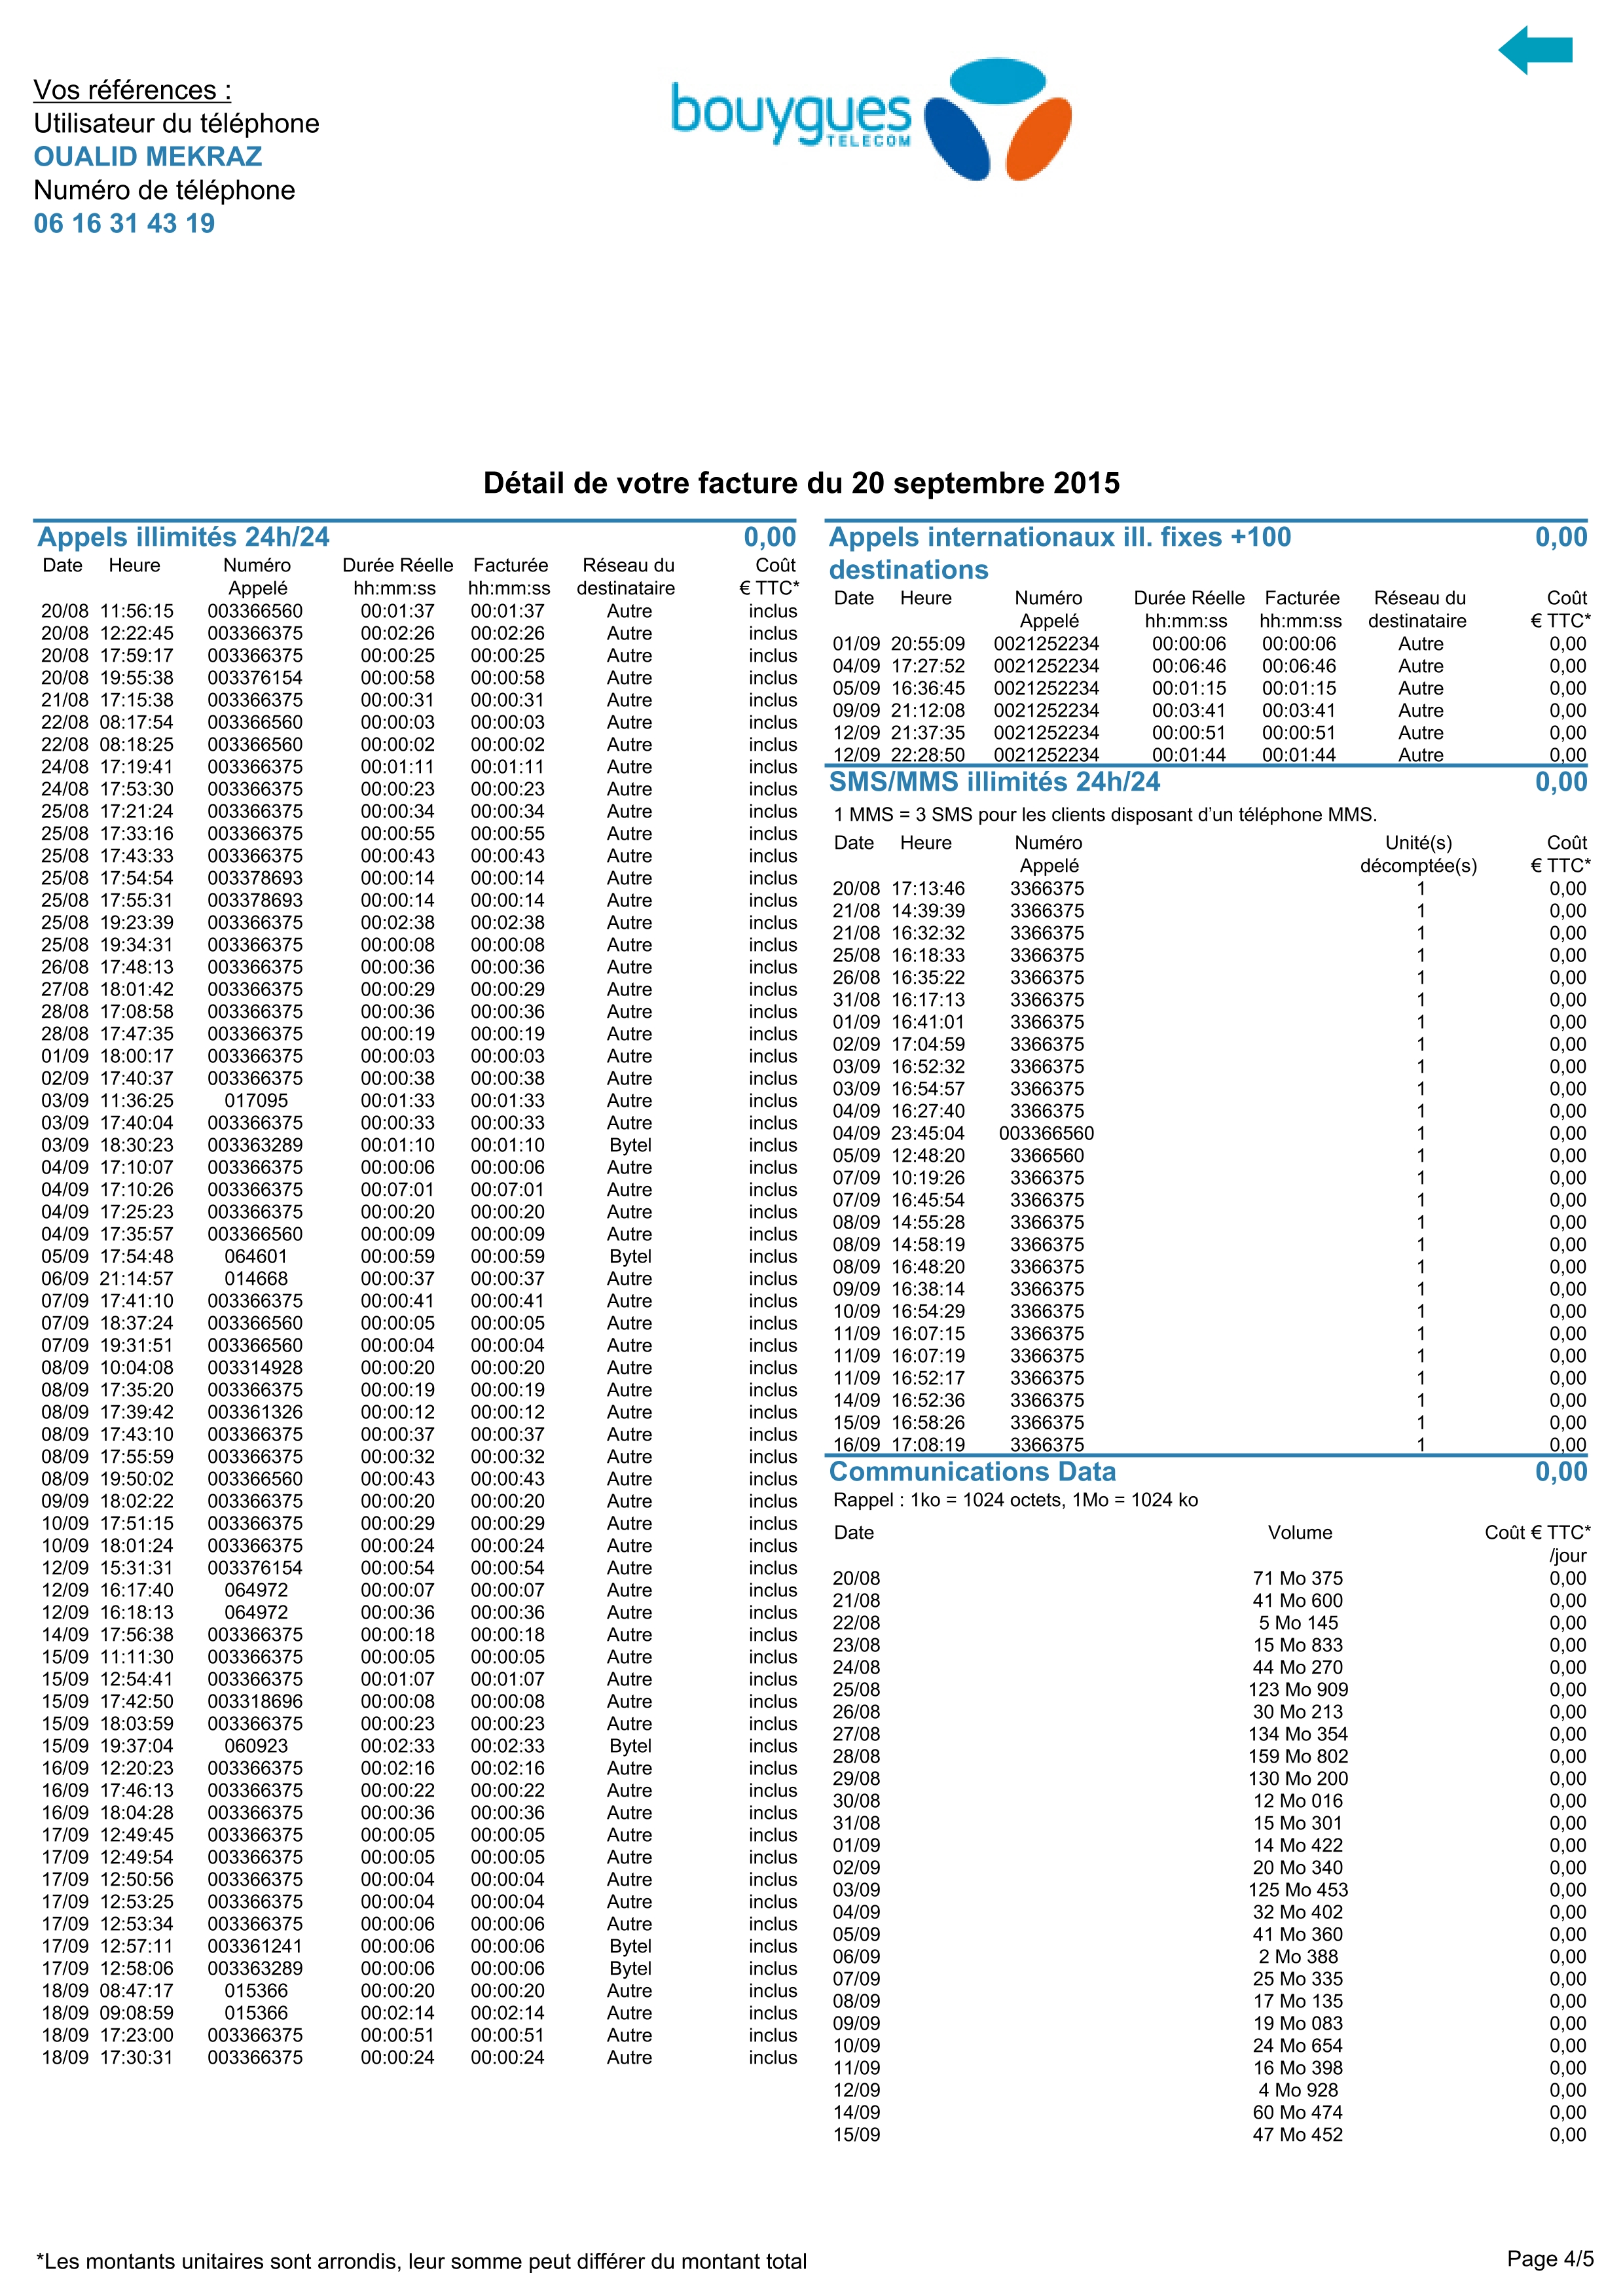 Vos références :
Utilisateur du téléphone
OUALID MEKRAZ
Numéro de téléphone
06 16 31 43 19
bouygues
TELECOM
Détail de votre facture du 20 septembre 2015
Appels illimités 24h/24 0,00
Date Heure Numéro Durée Réelle Facturée Réseau du Coût
Appelé hh:mm:ss hh:mm:ss destinataire € TTC*
20/08 11:56:15 003366560 00:01:37 00:01:37 Autre inclus
20/08 12:22:45 003366375 00:02:26 00:02:26 Autre inclus
20/08 17:59:17 003366375 00:00:25 00:00:25 Autre inclus
20/08 19:55:38 003376154 00:00:58 00:00:58 Autre inclus
21/08 17:15:38 003366375 00:00:31 00:00:31 Autre inclus
22/08 08:17:54 003366560 00:00:03 00:00:03 Autre inclus
22/08 08:18:25 003366560 00:00:02 00:00:02 Autre inclus
24/08 17:19:41 003366375 00:01:11 00:01:11 Autre inclus
24/08 17:53:30 003366375 00:00:23 00:00:23 Autre inclus
25/08 17:21:24 003366375 00:00:34 00:00:34 Autre inclus
25/08 17:33:16 003366375 00:00:55 00:00:55 Autre inclus
25/08 17:43:33 003366375 00:00:43 00:00:43 Autre inclus
25/08 17:54:54 003378693 00:00:14 00:00:14 Autre inclus
25/08 17:55:31 003378693 00:00:14 00:00:14 Autre inclus
25/08 19:23:39 003366375 00:02:38 00:02:38 Autre inclus
25/08 19:34:31 003366375 00:00:08 00:00:08 Autre inclus
26/08 17:48:13 003366375 00:00:36 00:00:36 Autre inclus
27/08 18:01:42 003366375 00:00:29 00:00:29 Autre inclus
28/08 17:08:58 003366375 00:00:36 00:00:36 Autre inclus
28/08 17:47:35 003366375 00:00:19 00:00:19 Autre inclus
01/09 18:00:17 003366375 00:00:03 00:00:03 Autre inclus
02/09 17:40:37 003366375 00:00:38 00:00:38 Autre inclus
03/09 11:36:25 017095 00:01:33 00:01:33 Autre inclus
03/09 17:40:04 003366375 00:00:33 00:00:33 Autre inclus
03/09 18:30:23 003363289 00:01:10 00:01:10 Bytel inclus
04/09 17:10:07 003366375 00:00:06 00:00:06 Autre inclus
04/09 17:10:26 003366375 00:07:01 00:07:01 Autre inclus
04/09 17:25:23 003366375 00:00:20 00:00:20 Autre inclus
04/09 17:35:57 003366560 00:00:09 00:00:09 Autre inclus
05/09 17:54:48 064601 00:00:59 00:00:59 Bytel inclus
06/09 21:14:57 014668 00:00:37 00:00:37 Autre inclus
07/09 17:41:10 003366375 00:00:41 00:00:41 Autre inclus
07/09 18:37:24 003366560 00:00:05 00:00:05 Autre inclus
07/09 19:31:51 003366560 00:00:04 00:00:04 Autre inclus
08/09 10:04:08 003314928 00:00:20 00:00:20 Autre inclus
08/09 17:35:20 003366375 00:00:19 00:00:19 Autre inclus
08/09 17:39:42 003361326 00:00:12 00:00:12 Autre inclus
08/09 17:43:10 003366375 00:00:37 00:00:37 Autre inclus
08/09 17:55:59 003366375 00:00:32 00:00:32 Autre inclus
08/09 19:50:02 003366560 00:00:43 00:00:43 Autre inclus
09/09 18:02:22 003366375 00:00:20 00:00:20 Autre inclus
10/09 17:51:15 003366375 00:00:29 00:00:29 Autre inclus
10/09 18:01:24 003366375 00:00:24 00:00:24 Autre inclus
12/09 15:31:31 003376154 00:00:54 00:00:54 Autre inclus
12/09 16:17:40 064972 00:00:07 00:00:07 Autre inclus
12/09 16:18:13 064972 00:00:36 00:00:36 Autre inclus
14/09 17:56:38 003366375 00:00:18 00:00:18 Autre inclus
15/09 11:11:30 003366375 00:00:05 00:00:05 Autre inclus
15/09 12:54:41 003366375 00:01:07 00:01:07 Autre inclus
15/09 17:42:50 003318696 00:00:08 00:00:08 Autre inclus
15/09 18:03:59 003366375 00:00:23 00:00:23 Autre inclus
15/09 19:37:04 060923 00:02:33 00:02:33 Bytel inclus
16/09 12:20:23 003366375 00:02:16 00:02:16 Autre inclus
16/09 17:46:13 003366375 00:00:22 00:00:22 Autre inclus
16/09 18:04:28 003366375 00:00:36 00:00:36 Autre inclus
17/09 12:49:45 003366375 00:00:05 00:00:05 Autre inclus
17/09 12:49:54 003366375 00:00:05 00:00:05 Autre inclus
17/09 12:50:56 003366375 00:00:04 00:00:04 Autre inclus
17/09 12:53:25 003366375 00:00:04 00:00:04 Autre inclus
17/09 12:53:34 003366375 00:00:06 00:00:06 Autre inclus
17/09 12:57:11 003361241 00:00:06 00:00:06 Bytel inclus
17/09 12:58:06 003363289 00:00:06 00:00:06 Bytel inclus
18/09 08:47:17 015366 00:00:20 00:00:20 Autre inclus
18/09 09:08:59 015366 00:02:14 00:02:14 Autre inclus
18/09 17:23:00 003366375 00:00:51 00:00:51 Autre inclus
18/09 17:30:31 003366375 00:00:24 00:00:24 Autre inclus
Appels internationaux ill. fixes +100 0,00
destinations
Date Heure Numéro Durée Réelle Facturée Réseau du Coût
Appelé hh:mm:ss hh:mm:ss destinataire € TTC*
01/09 20:55:09 0021252234 00:00:06 00:00:06 Autre 0,00
04/09 17:27:52 0021252234 00:06:46 00:06:46 Autre 0,00
05/09 16:36:45 0021252234 00:01:15 00:01:15 Autre 0,00
09/09 21:12:08 0021252234 00:03:41 00:03:41 Autre 0,00
12/09 21:37:35 0021252234 00:00:51 00:00:51 Autre 0,00
12/09 22:28:50 0021252234 00:01:44 00:01:44 Autre 0,00
SMS/MMS illimités 24h/24 0,00
1 MMS = 3 SMS pour les clients disposant d'un téléphone MMS.
Date Heure Numéro Unité(s) Coût
Appelé décomptée(s) € TTC*
20/08 17:13:46 3366375 1 0,00
21/08 14:39:39 3366375 1 0,00
21/08 16:32:32 3366375 1 0,00
25/08 16:18:33 3366375 1 0,00
26/08 16:35:22 3366375 1 0,00
31/08 16:17:13 3366375 1 0,00
01/09 16:41:01 3366375 1 0,00
02/09 17:04:59 3366375 1 0,00
03/09 16:52:32 3366375 1 0,00
03/09 16:54:57 3366375 1 0,00
04/09 16:27:40 3366375 1 0,00
04/09 23:45:04 003366560 1 0,00
05/09 12:48:20 3366560 1 0,00
07/09 10:19:26 3366375 1 0,00
07/09 16:45:54 3366375 1 0,00
08/09 14:55:28 3366375 1 0,00
08/09 14:58:19 3366375 1 0,00
08/09 16:48:20 3366375 1 0,00
09/09 16:38:14 3366375 1 0,00
10/09 16:54:29 3366375 1 0,00
11/09 16:07:15 3366375 1 0,00
11/09 16:07:19 3366375 1 0,00
11/09 16:52:17 3366375 1 0,00
14/09 16:52:36 3366375 1 0,00
15/09 16:58:26 3366375 1 0,00
16/09 17:08:19 3366375 1 0,00
Communications Data 0,00
Rappel : 1ko = 1024 octets, 1Mo = 1024 ko
Date Volume Coût € TTC*
/jour
20/08 71 Mo 375 0,00
21/08 41 Mo 600 0,00
22/08 5 Mo 145 0,00
23/08 15 Mo 833 0,00
24/08 44 Mo 270 0,00
25/08 123 Mo 909 0,00
26/08 30 Mo 213 0,00
27/08 134 Mo 354 0,00
28/08 159 Mo 802 0,00
29/08 130 Mo 200 0,00
30/08 12 Mo 016 0,00
31/08 15 Mo 301 0,00
01/09 14 Mo 422 0,00
02/09 20 Mo 340 0,00
03/09 125 Mo 453 0,00
04/09 32 Mo 402 0,00
05/09 41 Mo 360 0,00
06/09 2 Mo 388 0,00
07/09 25 Mo 335 0,00
08/09 17 Mo 135 0,00
09/09 19 Mo 083 0,00
10/09 24 Mo 654 0,00
11/09 16 Mo 398 0,00
12/09 4 Mo 928 0,00
14/09 60 Mo 474 0,00
15/09 47 Mo 452 0,00
*Les montants unitaires sont arrondis, leur somme peut différer du montant total
Page 4/5